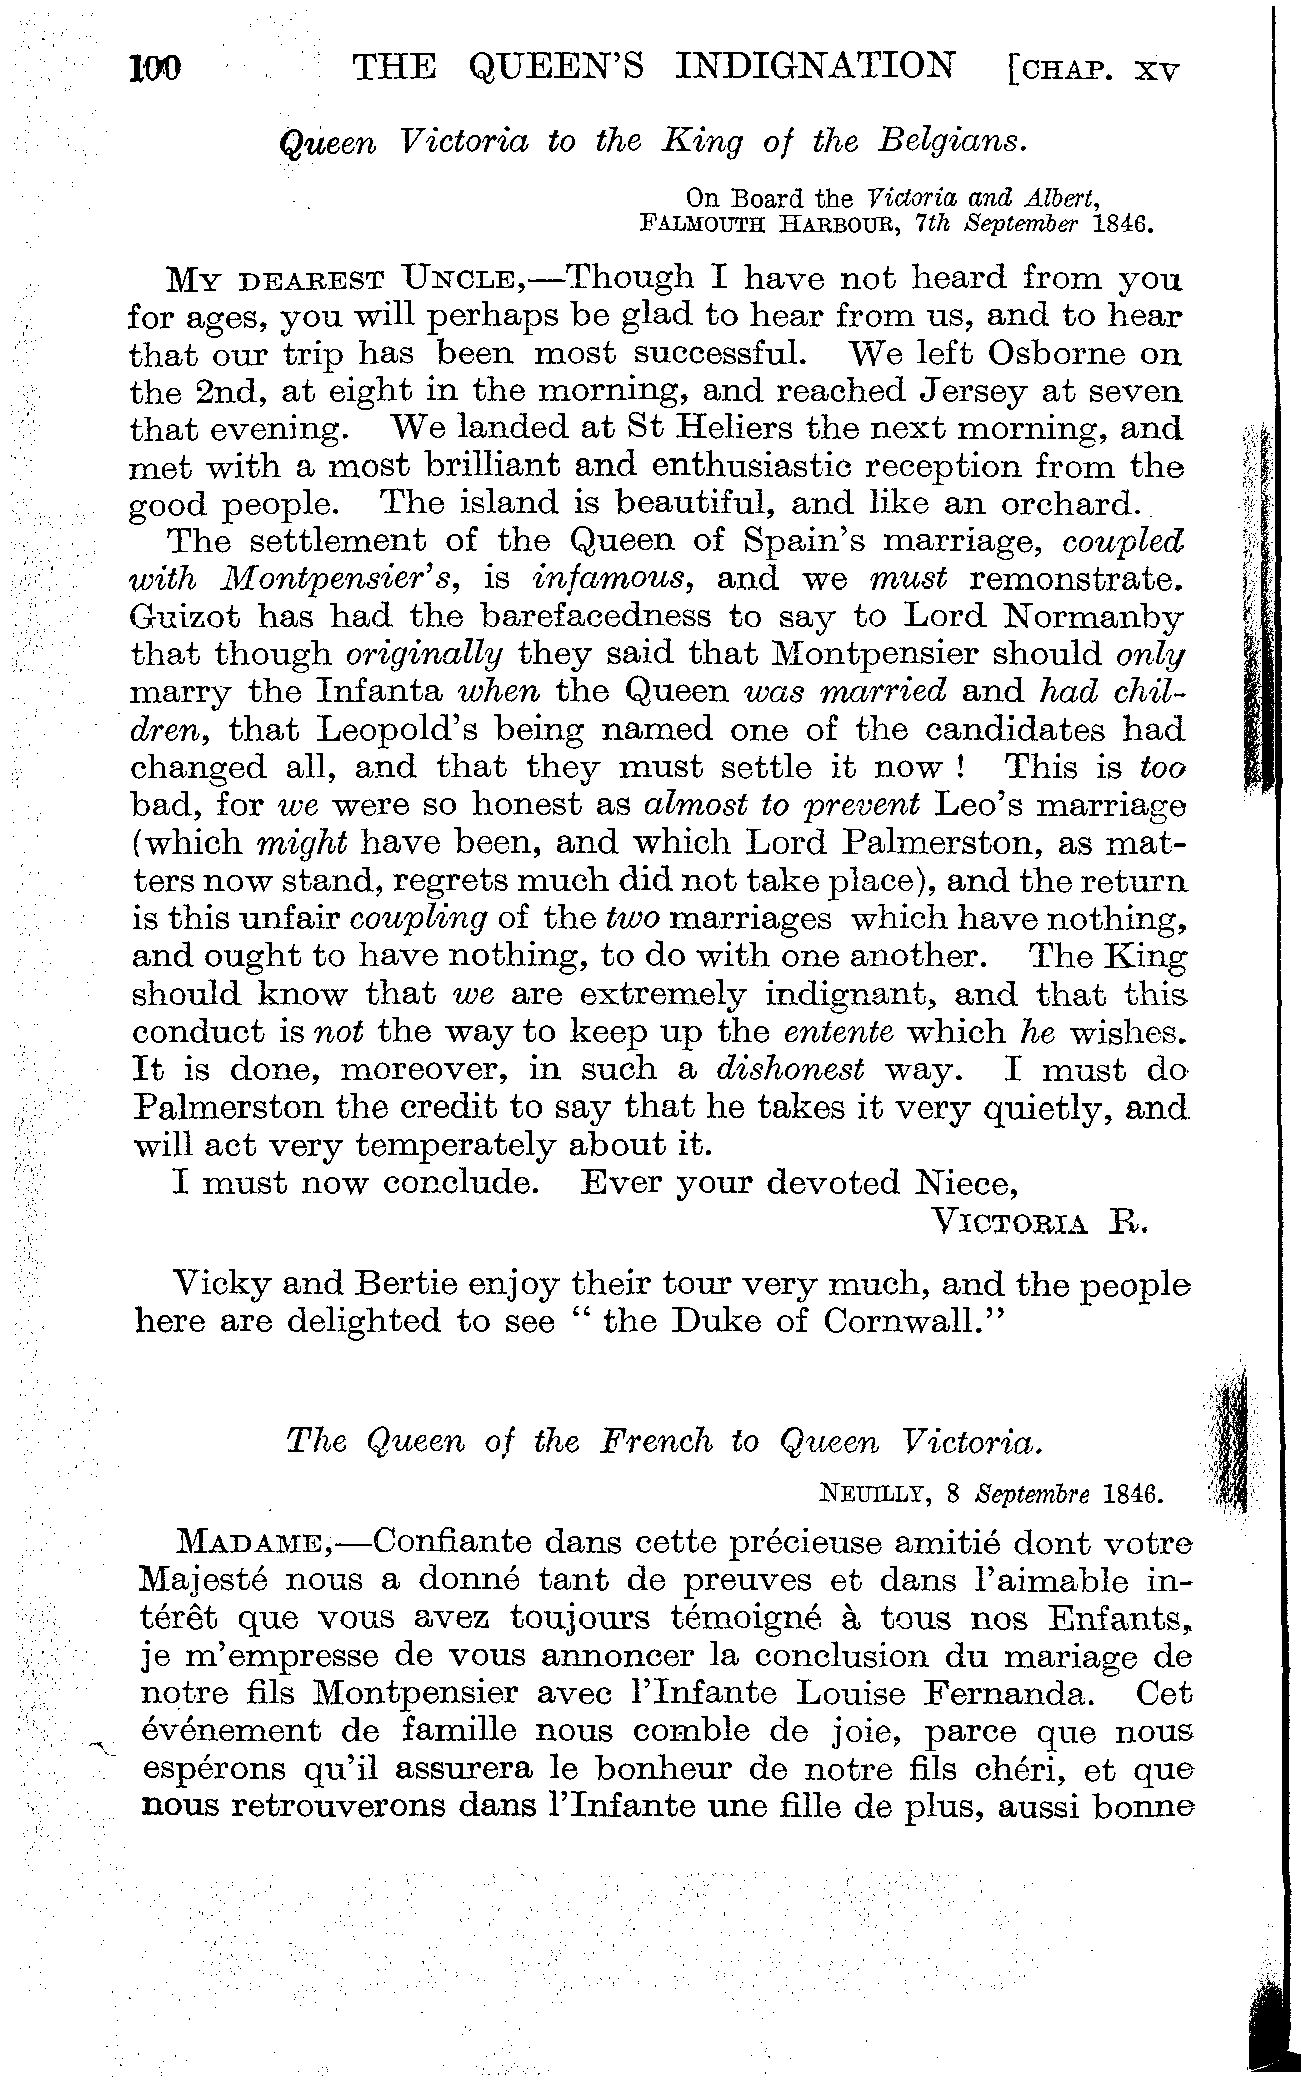 100 THE QUEEN'S INDIGNATION [CHAP. XV
Queen Victoria to the King of the Belgians.
On Board the Victoria and Albert,
FALMOUTH HARBOUR, 7th September 1846.
MY DEAREST UNCLE,—Though I have not heard from you
for ages, you will perhaps be glad to hear from us, and to hear
that our trip has been most successful. We left Osborne on
the 2nd, at eight in the morning, and reached Jersey at seven
that evening. We landed at St Heliers the next morning, and
met with a most brilliant and enthusiastic reception from the
good people. The island is beautiful, and like an orchard.
The settlement of the Queen of Spain's marriage, coupled
with Montpensier's, is infamous, and we must remonstrate.
Guizot has had the barefacedness to say to Lord Normanby
that though originally they said that Montpensier should only
marry the Infanta when the Queen was married and had chil-
dren, that Leopold's being named one of the candidates had
changed all, and that they must settle it now ! This is too
bad, for we were so honest as almost to prevent Leo's marriage
(which might have been, and which Lord Palmerston, as mat-
ters now stand, regrets much did not take place), and the return
is this unfair coupling of the two marriages which have nothing,
and ought to have nothing, to do with one another. The King
should know that we are extremely indignant, and that this
conduct is not the way to keep up the entente which he wishes.
It is done, moreover, in such a dishonest way. I must do
Palmerston the credit to say that he takes it very quietly, and
will act very temperately about it.
I must now conclude. Ever your devoted Niece,
VICTORIA R.
Vicky and Bertie enjoy their tour very much, and the people
here are delighted to see “ the Duke of Cornwall.”
The Queen of the French to Queen Victoria.
NEUILLY, 8 Septembre 1846.
MADAME,—Confiante dans cette précieuse amitié dont votre
Majesté nous a donné tant de preuves et dans l'aimable in-
térêt que vous avez toujours témoigné à tous nos Enfants,
je m'empresse de vous annoncer la conclusion du mariage de
notre fils Montpensier avec l'Infante Louise Fernanda. Cet
événement de famille nous comble de joie, parce que nous
espérons qu'il assurera le bonheur de notre fils chéri, et que
nous retrouverons dans l'Infante une fille de plus, aussi bonne